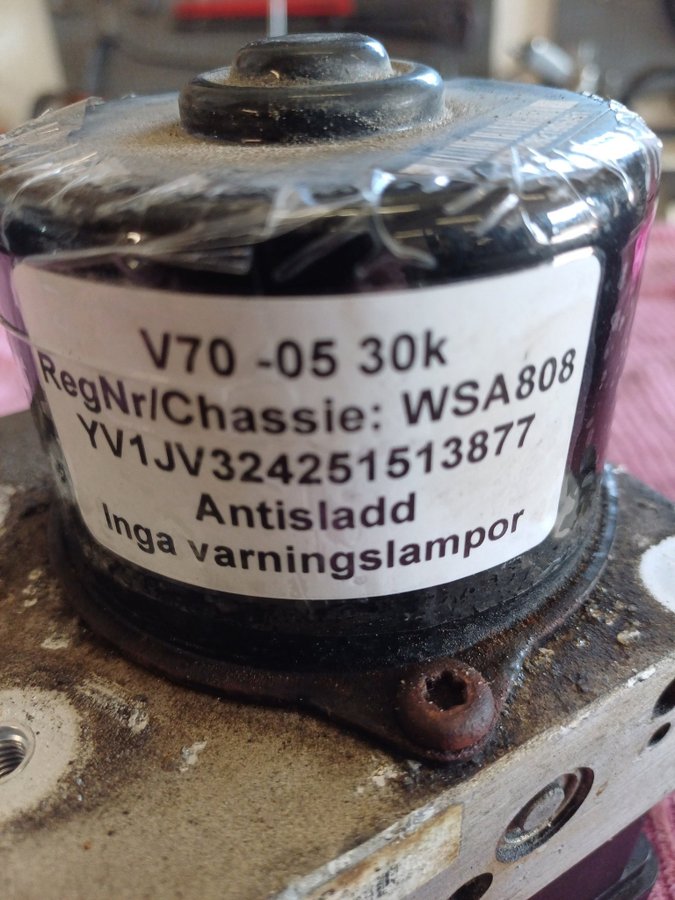 V70 -05 30k
RegNr/Chassie: WSA808
YV1JV324251513877
Antisladd
Inga varningslampor